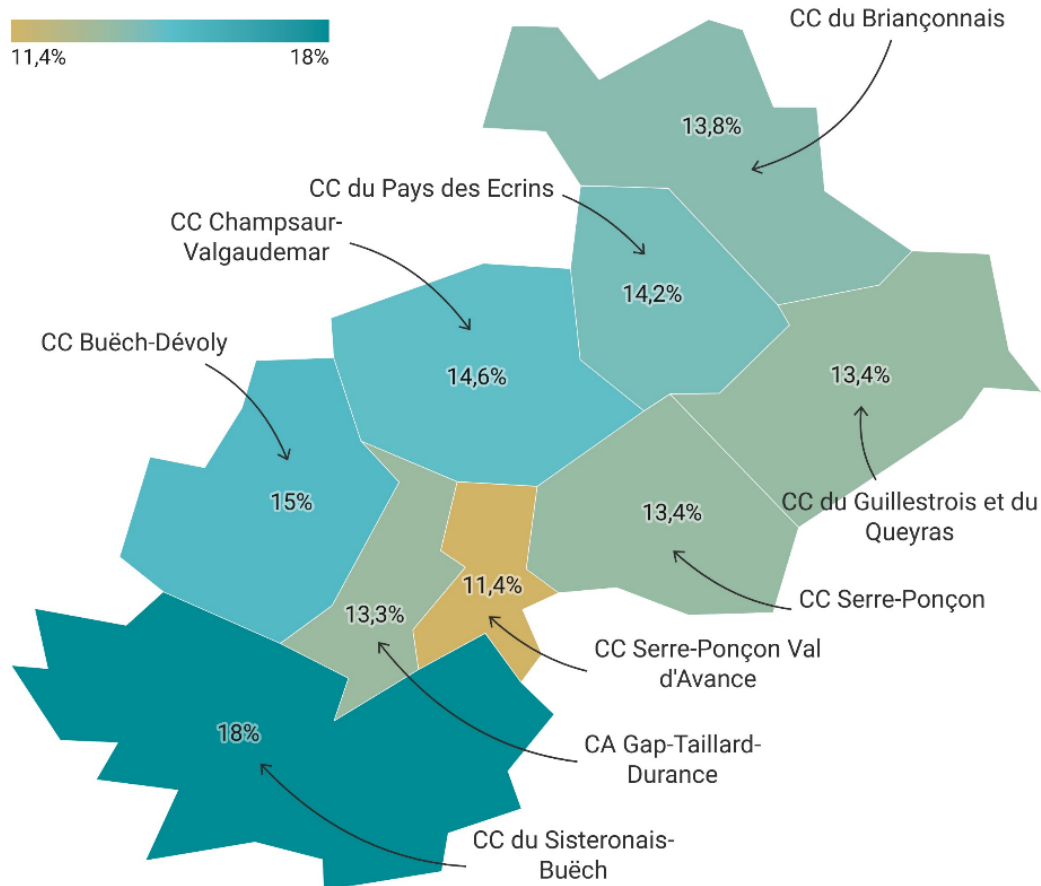 11,4%
18%
CC du Briançonnais
13,8%
CC du Pays des Ecrins
CC Champsaur-
Valgaudemar
14,2%
CC Buëch-Dévoly
14,6%
13,4%
15%
13,4%
CC du Guillestrois et du
Queyras
11,4%
13,3%
CC Serre-Ponçon
CC Serre-Ponçon Val
d'Avance
18%
CA Gap-Taillard-
Durance
CC du Sisteronais-
Buëch